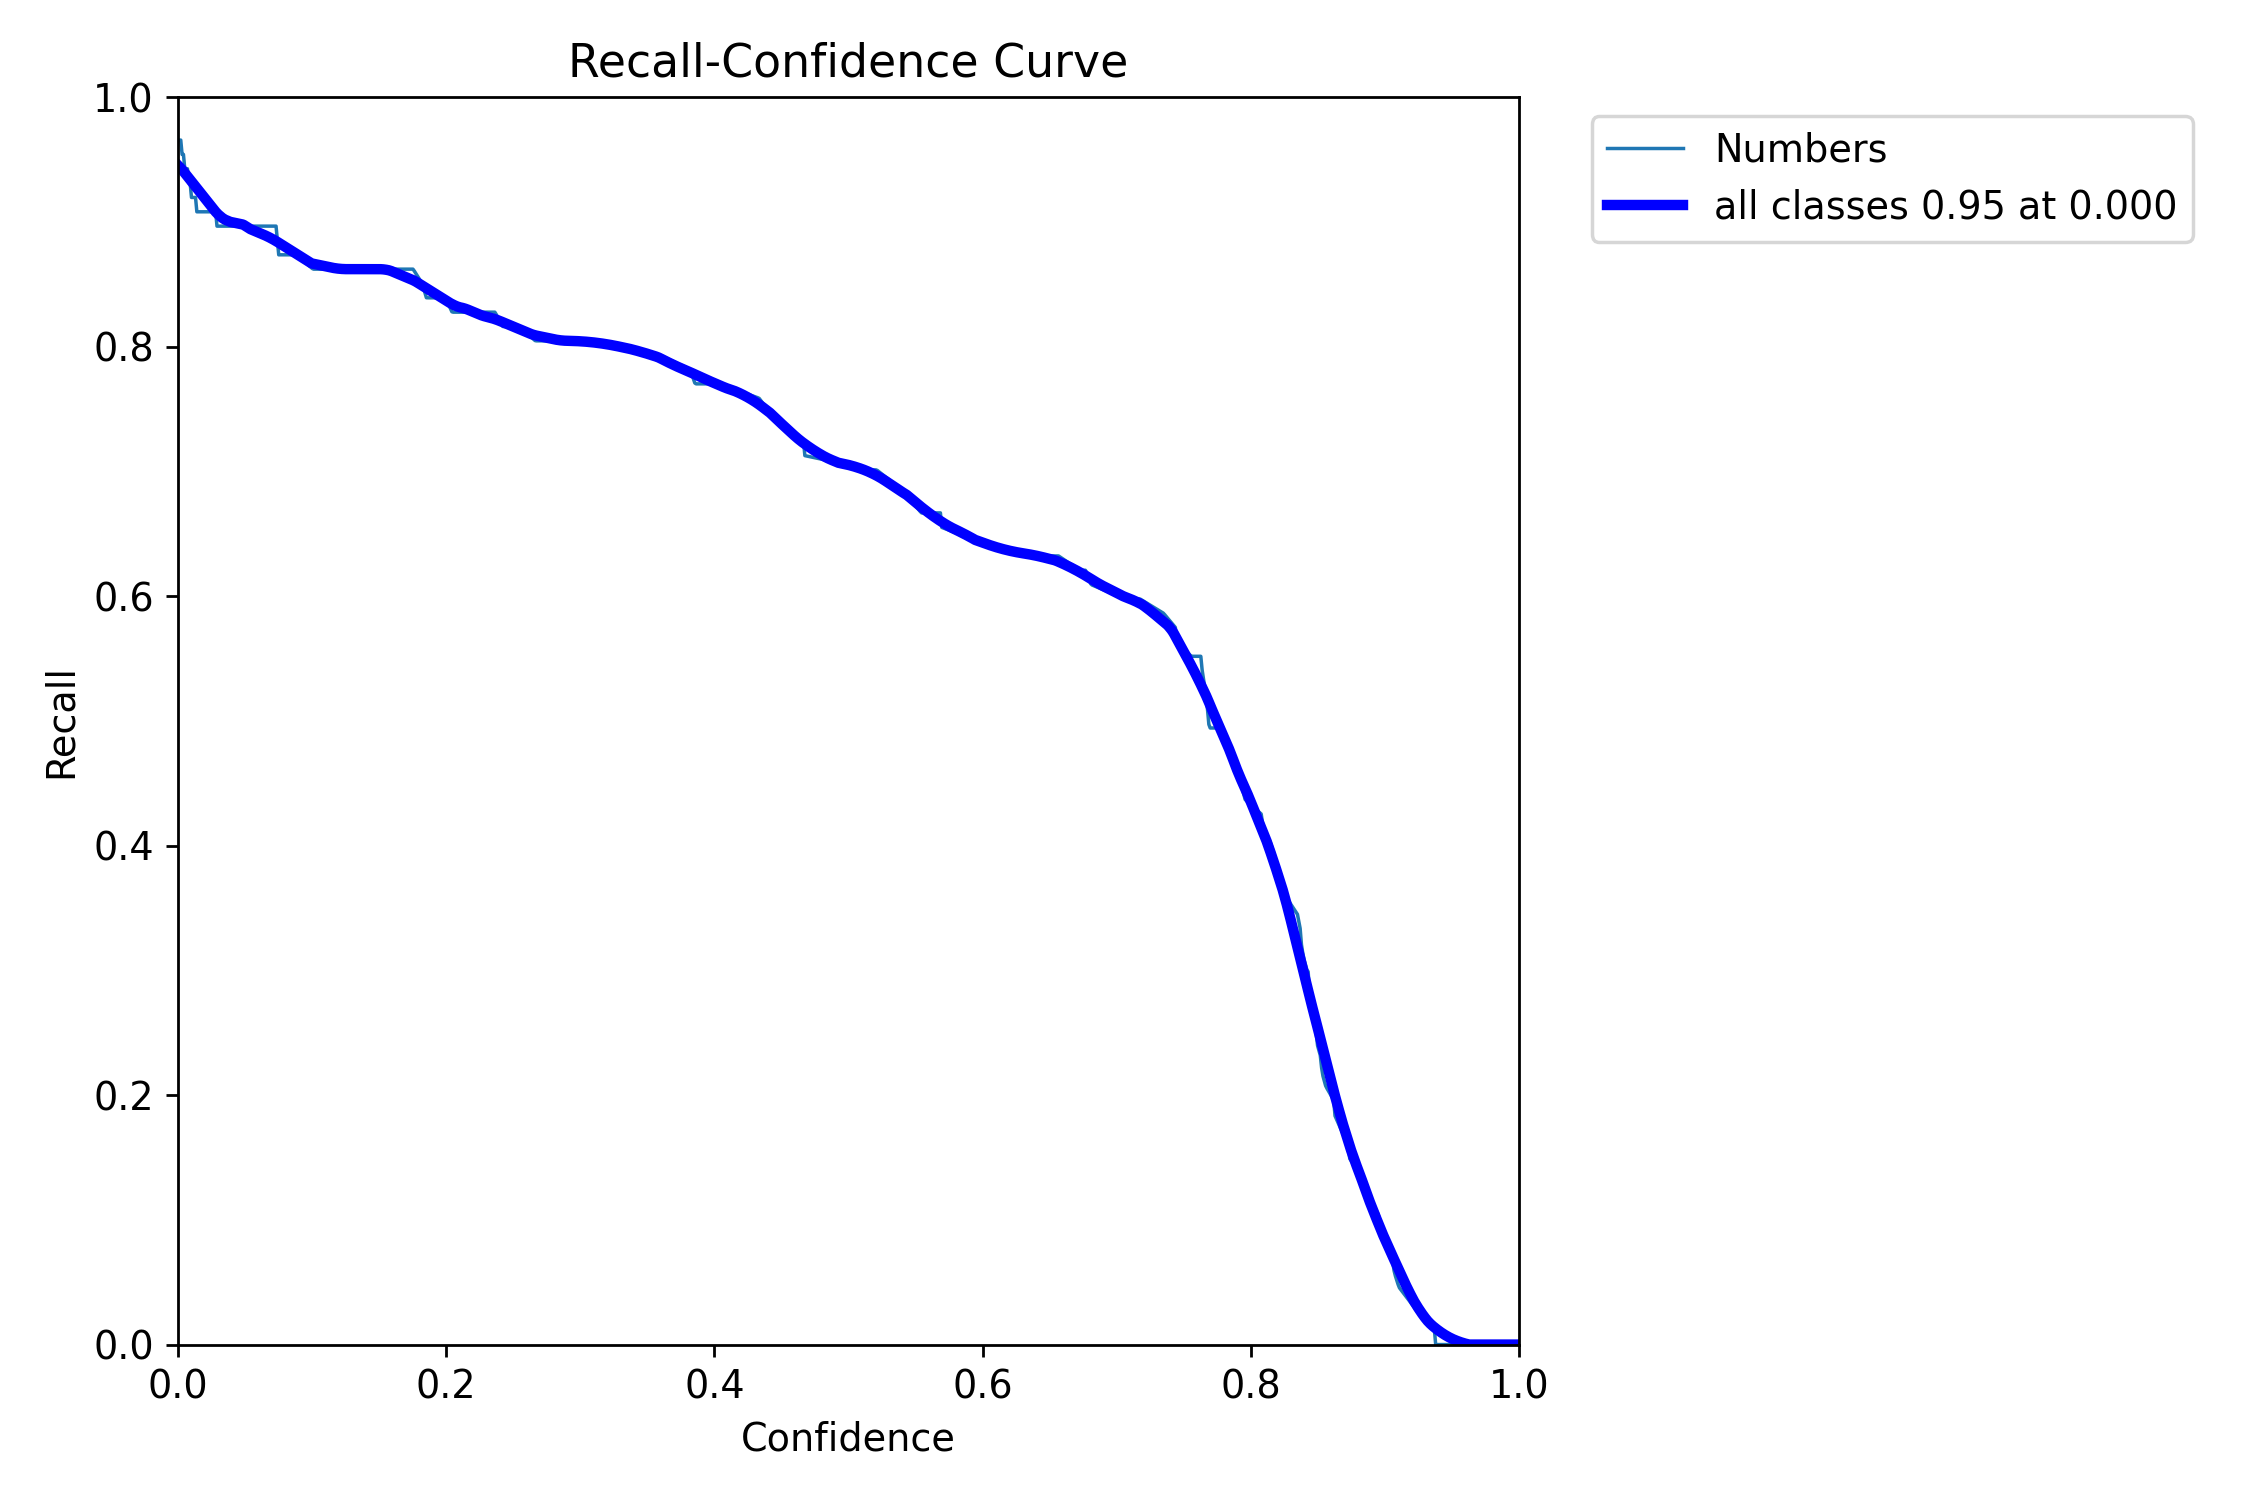 Recall-Confidence Curve
1.0
0.8
0.6
0.4
0.2
0.0
Recall
0.0 0.2 0.4 0.6 0.8 1.0
Confidence
Numbers
all classes 0.95 at 0.000